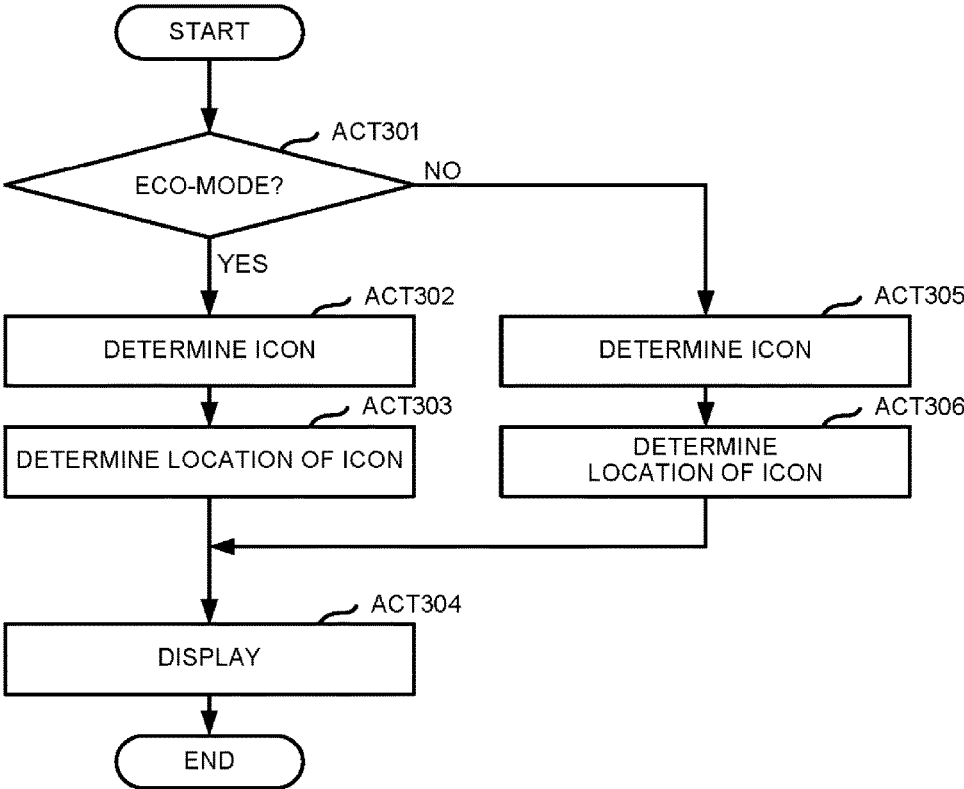 START
ACT301
ECO-MODE?
NO
YES
ACT302
DETERMINE ICON
ACT303
DETERMINE LOCATION OF ICON
ACT305
DETERMINE ICON
ACT306
DETERMINE
LOCATION OF ICON
ACT304
DISPLAY
END